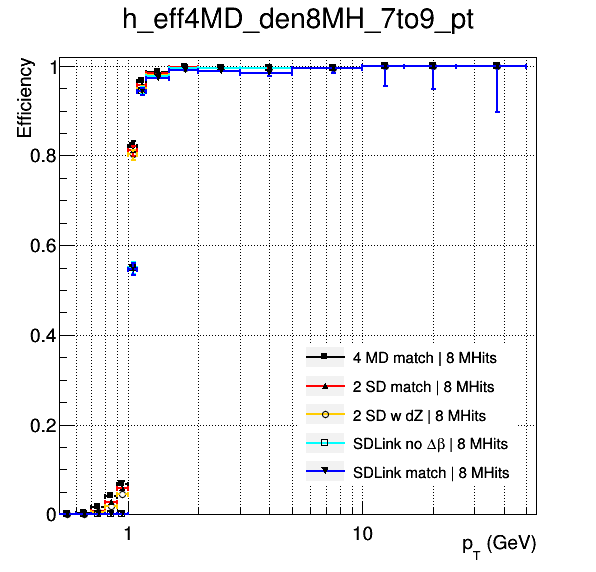 h_eff4MD_den8MH_7to9_pt
Efficiency
1
0.8
0.6
0.4
0.2
0
4 MD match | 8 MHits
2 SD match | 8 MHits
2 SD w dZ | 8 MHits
SDLink no Δβ | 8 MHits
SDLink match | 8 MHits
1 10
p_T (GeV)